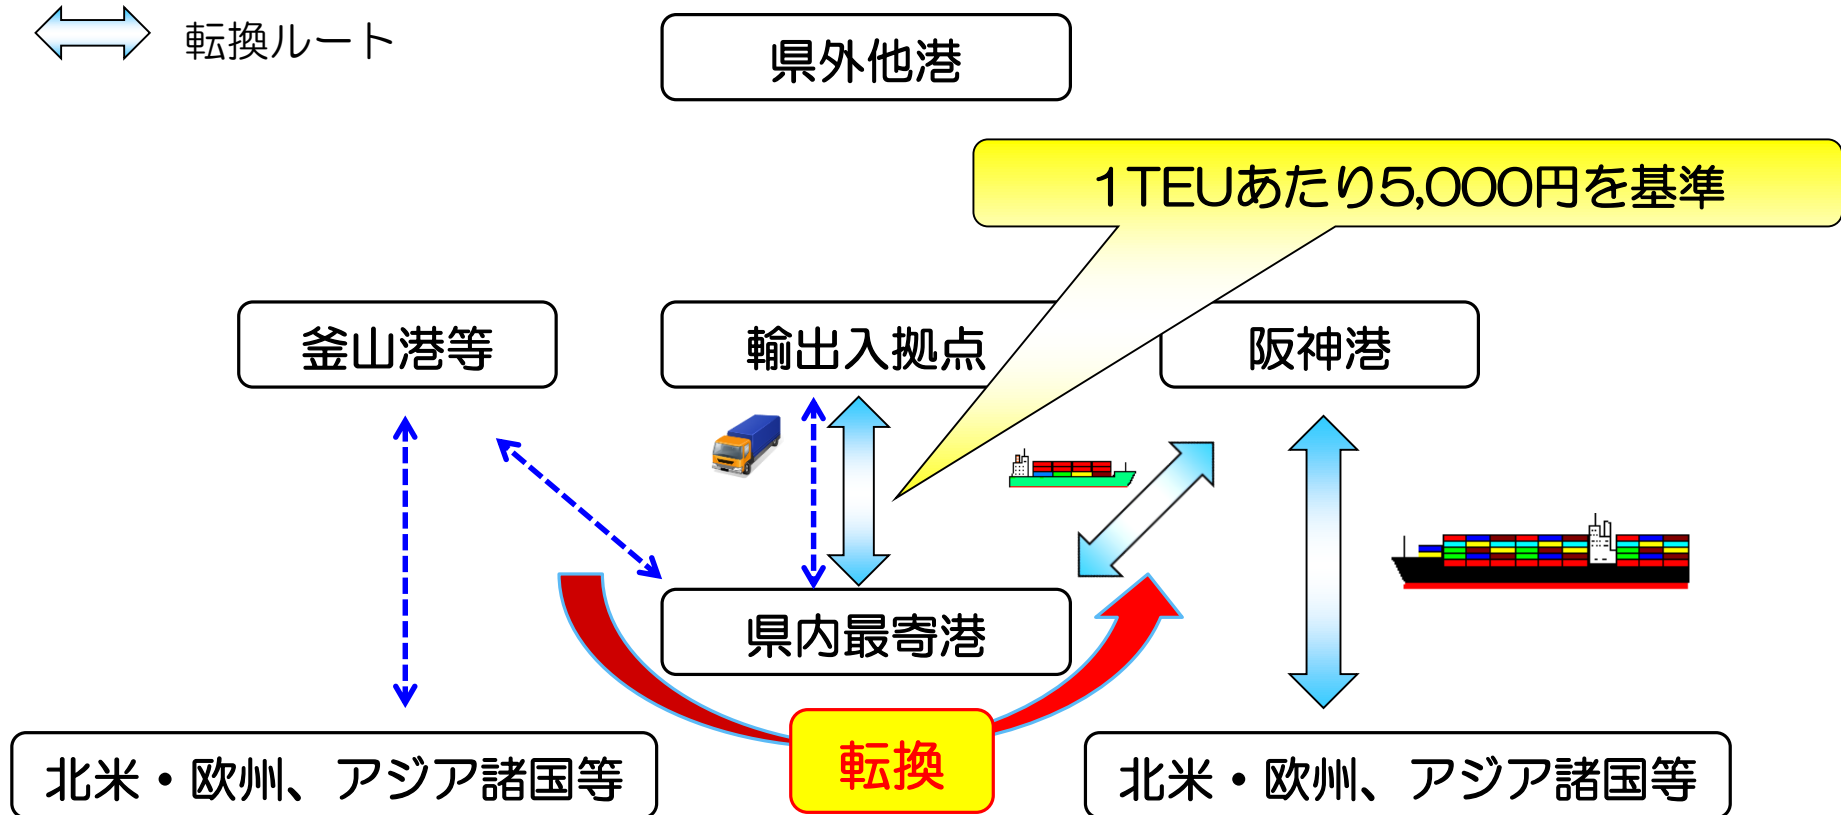 転換ルート
県外他港
1TEUあたり5,000円を基準
釜山港等
輸出入拠点
阪神港
県内最寄港
転換
北米・欧州、アジア諸国等
北米・欧州、アジア諸国等